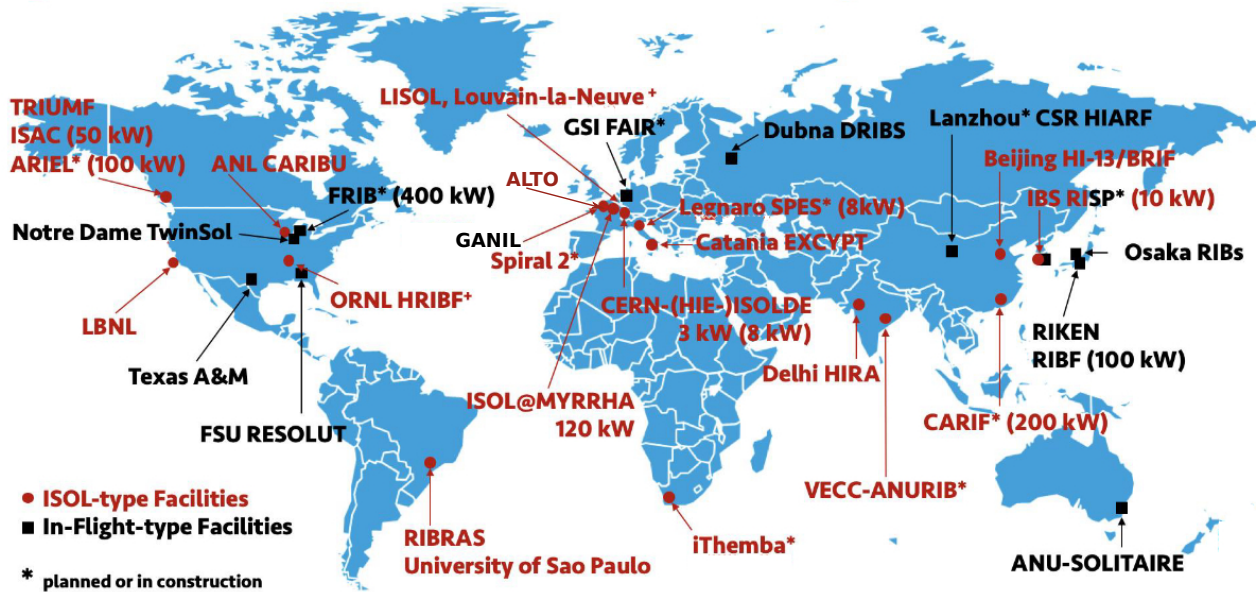 TRIUMF
ISAC (50 kW)
ARIEL* (100 kW)
ANL CARIBU
FRIB* (400 kW)
Notre Dame TwinSol
LBNL
ORNL HRIBF+
Texas A&M
FSU RESOLUT
LISOL, Louvain-la-Neuve+
GSI FAIR*
Dubna DRIBS
Lanzhou* CSR HIARF
Beijing HI-13/BRIF
IBS RISP* (10 kW)
ALTO
Legnaro SPES* (8kW)
GANIL
Spiral 2*
Catania EXCYPT
Osaka RIBs
CERN-(HIE-)ISOLDE
3 kW (8 kW)
RIKEN
RIBF (100 kW)
Delhi HIRA
ISOL@MYRRHA
120 kW
CARIF* (200 kW)
VECC-ANURIB*
RIBRAS
University of Sao Paulo
iThemba*
ANU-SOLITAIRE
ISOL-type Facilities
In-Flight-type Facilities
* planned or in construction